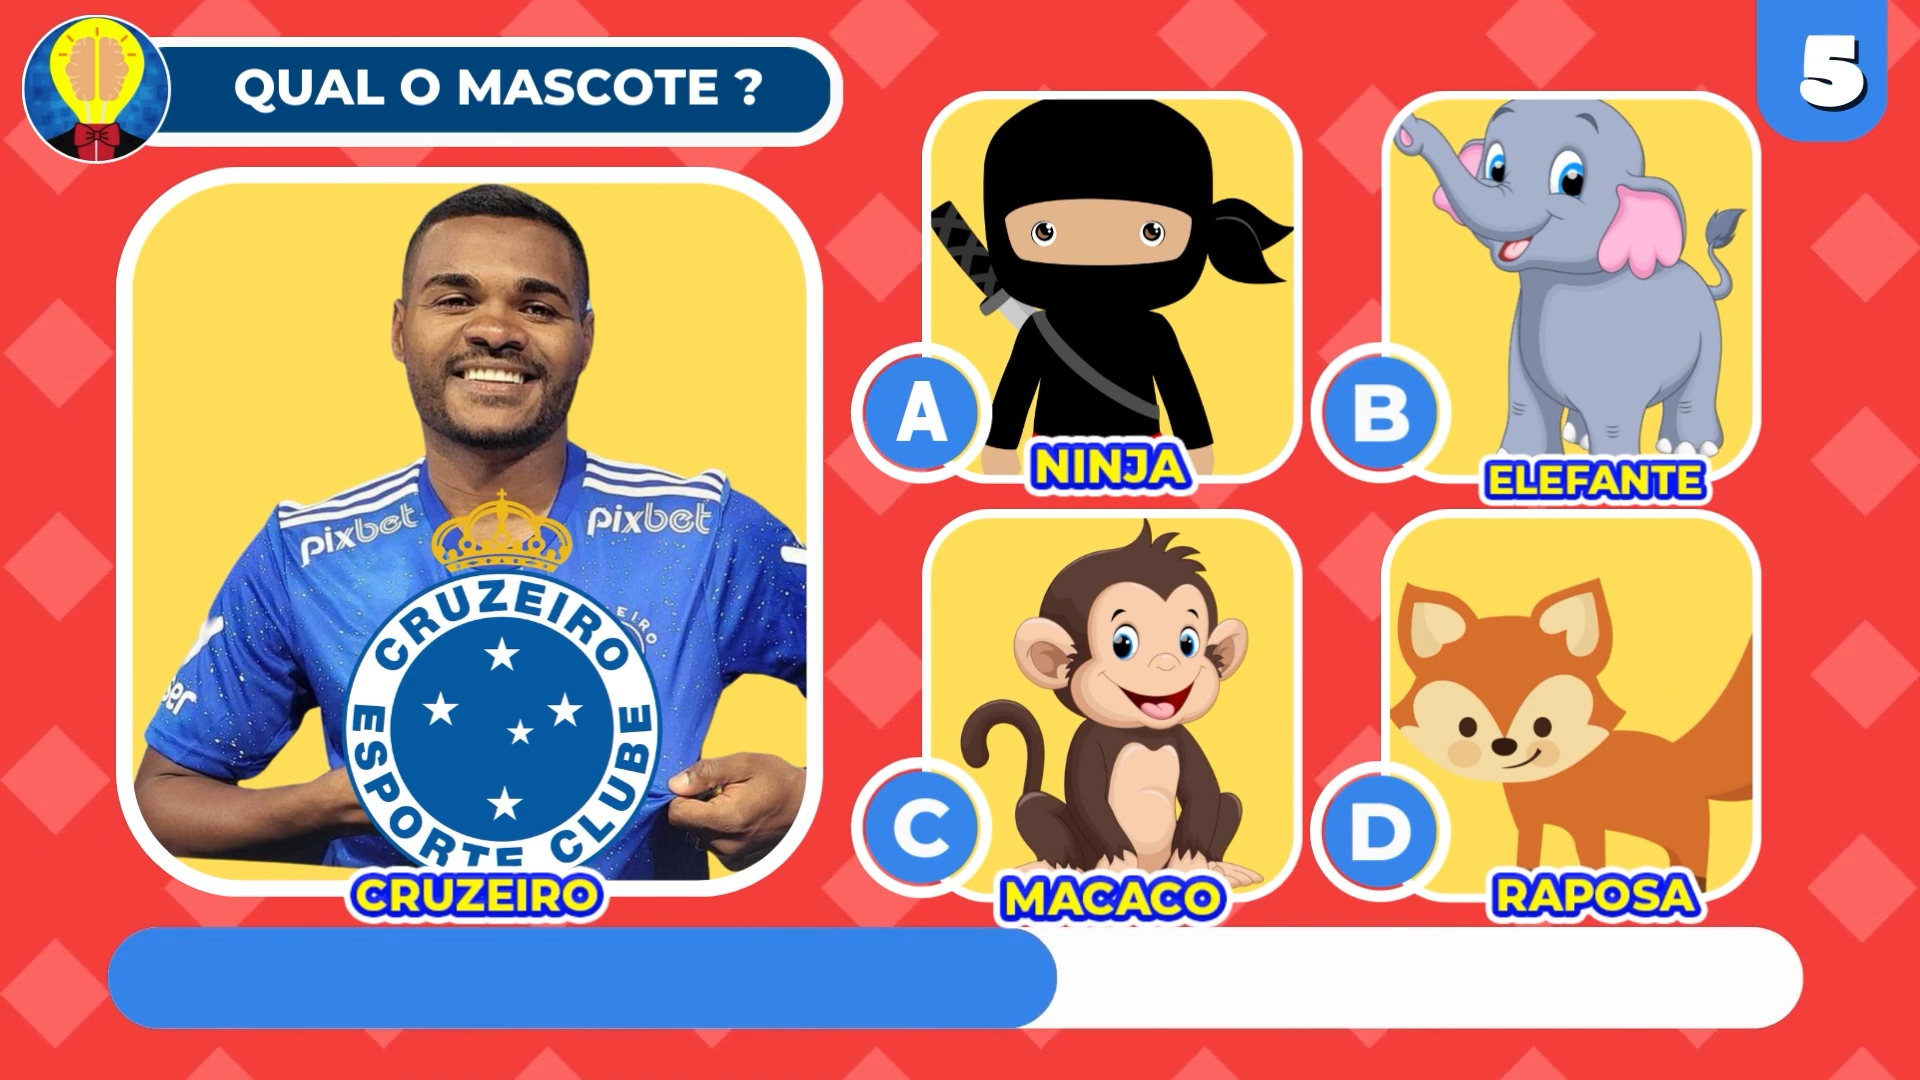 QUAL O MASCOTE ?
5
pixbet
pixbet
CRUZEIRO
ESPORTE CLUBE
CRUZEIRO
A
NINJA
B
ELEFANTE
C
MACACO
D
RAPOSA